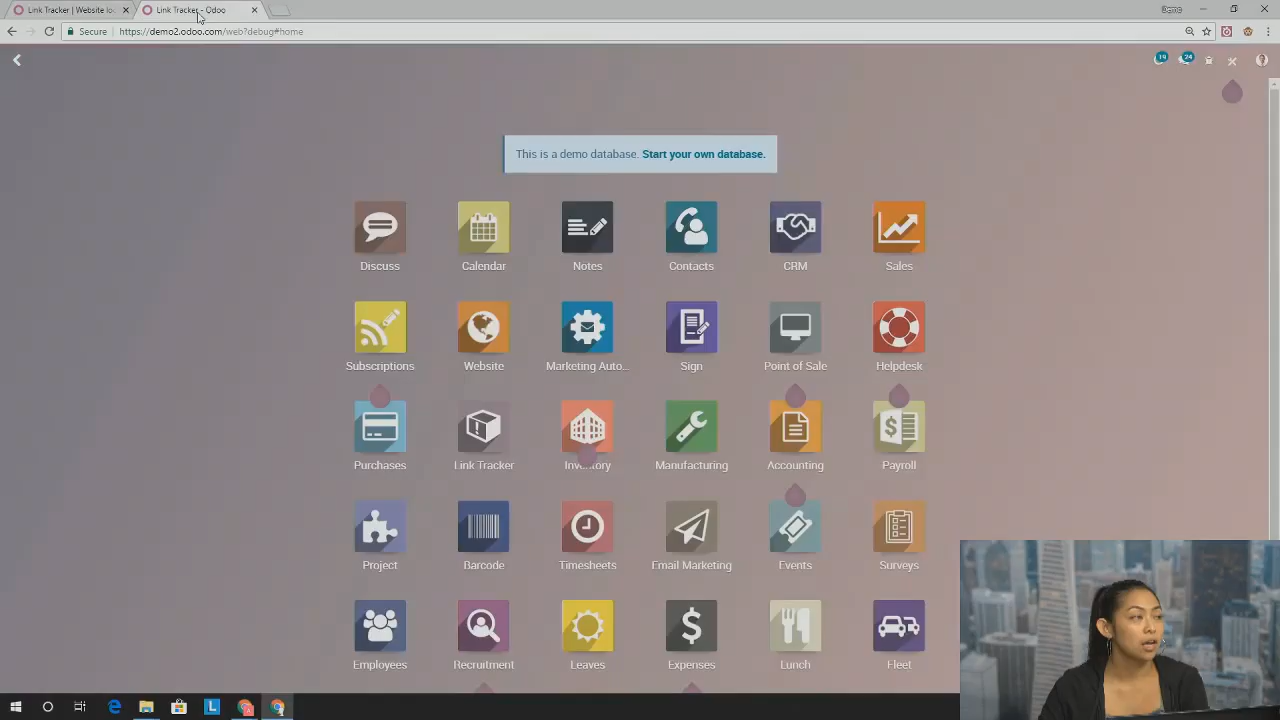 Link Tracker | Website lo
Link Tracker - Odoo
Secure
https://demo2.odoo.com/web?debug#home
19
24
This is a demo database. Start your own database.
Discuss
Calendar
Notes
Contacts
CRM
Sales
Subscriptions
Website
Marketing Auto...
Sign
Point of Sale
Helpdesk
Purchases
Link Tracker
Inventory
Manufacturing
Accounting
Payroll
Project
Barcode
Timesheets
Email Marketing
Events
Surveys
Employees
Recruitment
Leaves
Expenses
Lunch
Fleet